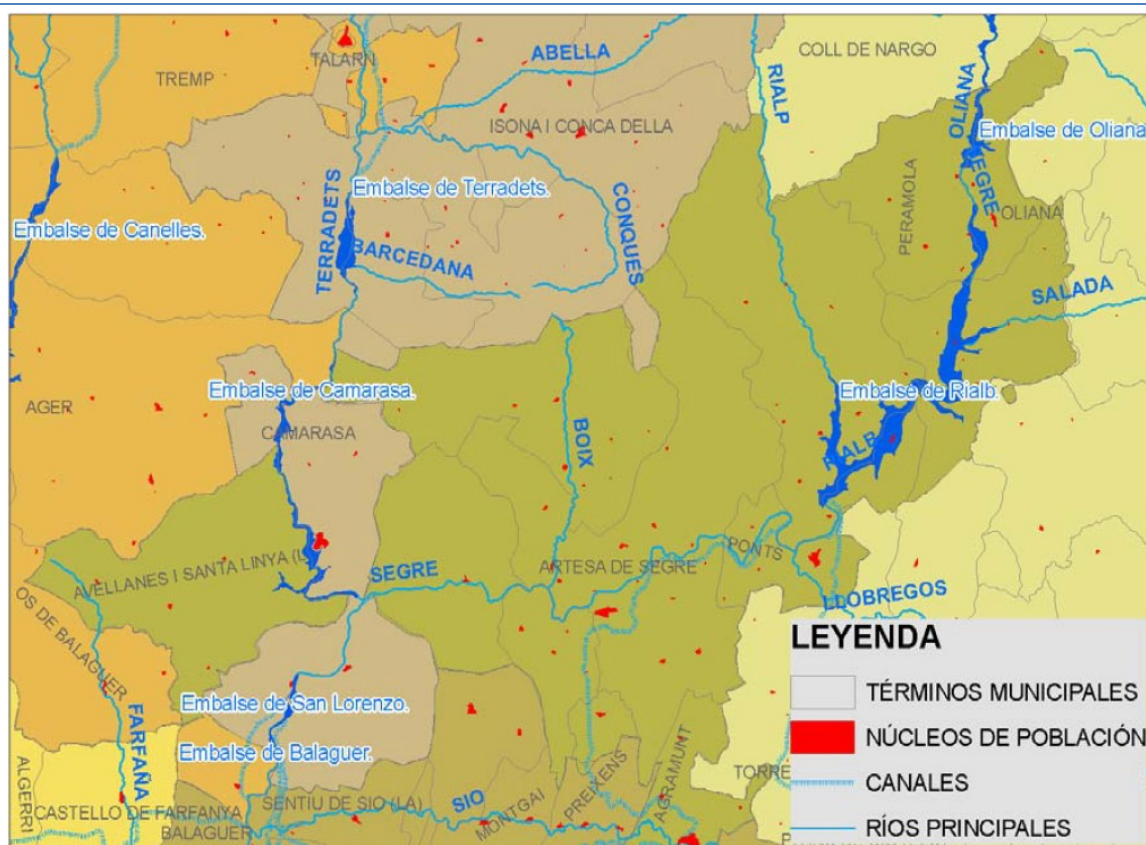 TALARN
COLL DE NARGO
TREMP
ABELLA
RIALP
OLIANA
ISONA I CONCA DELLA
Embalse de Oliana
SEGRE
Embalse de Terradets.
CONQUES
PERAMOLA
OLIANA
Embalse de Canelles.
TERRADETS
BARCEDANA
SALADA
Embalse de Camarasa.
Embalse de Rialb.
AGER
CAMARASA
BOIX
RIALB
AVELLANES I SANTA LINYA (L
SEGRE
ARTESA DE SEGRE
PONTS
LLOBREGOS
OS DE BALAGUER
LEYENDA
TÉRMINOS MUNICIPALES
Embalse de San Lorenzo.
FARFAÑA
NÚCLEOS DE POBLACIÓN
Embalse de Balaguer.
ALGERRI
TORRE
CANALES
CASTELLO DE FARFANYA
SENTIU DE SIO (LA)
SIO
MONTGAI
PREIXENS
AGRAMUNT
BALAGUER
RÍOS PRINCIPALES